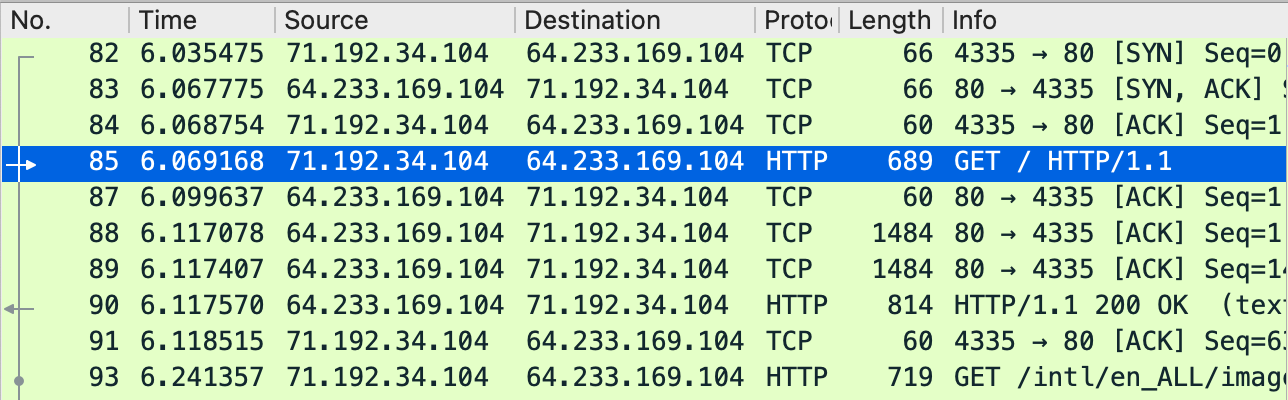 No. Time Source Destination Proto Length Info
82 6.035475 71.192.34.104 64.233.169.104 TCP 66 4335 → 80 [SYN] Seq=0
83 6.067775 64.233.169.104 71.192.34.104 TCP 66 80 → 4335 [SYN, ACK]
84 6.068754 71.192.34.104 64.233.169.104 TCP 60 4335 → 80 [ACK] Seq=1
85 6.069168 71.192.34.104 64.233.169.104 HTTP 689 GET / HTTP/1.1
87 6.099637 64.233.169.104 71.192.34.104 TCP 60 80 → 4335 [ACK] Seq=1
88 6.117078 64.233.169.104 71.192.34.104 TCP 1484 80 → 4335 [ACK] Seq=1
89 6.117407 64.233.169.104 71.192.34.104 TCP 1484 80 → 4335 [ACK] Seq=14
90 6.117570 64.233.169.104 71.192.34.104 HTTP 814 HTTP/1.1 200 OK (tex
91 6.118515 71.192.34.104 64.233.169.104 TCP 60 4335 → 80 [ACK] Seq=63
93 6.241357 71.192.34.104 64.233.169.104 HTTP 719 GET /intl/en_ALL/imag